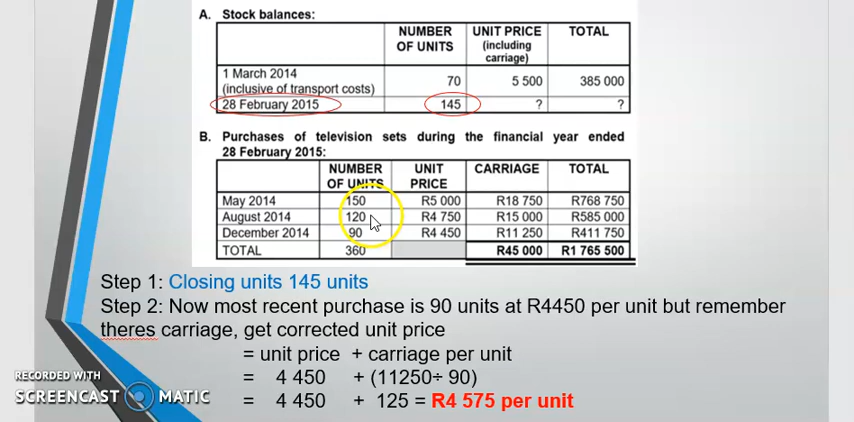 A. Stock balances:
NUMBER OF UNITS UNIT PRICE (including carriage) TOTAL
1 March 2014 (inclusive of transport costs) 70 5 500 385 000
28 February 2015 145 ? ?
B. Purchases of television sets during the financial year ended
28 February 2015:
NUMBER OF UNITS UNIT PRICE CARRIAGE TOTAL
May 2014 150 R5 000 R18 750 R768 750
August 2014 120 R4 750 R15 000 R585 000
December 2014 90 R4 450 R11 250 R411 750
TOTAL 360 R45 000 R1 765 500
Step 1: Closing units 145 units
Step 2: Now most recent purchase is 90 units at R4450 per unit but remember
theres carriage, get corrected unit price
= unit price + carriage per unit
= 4 450 + (11250÷ 90)
= 4 450 + 125 = R4 575 per unit
RECORDED WITH
SCREENCAST MATIC